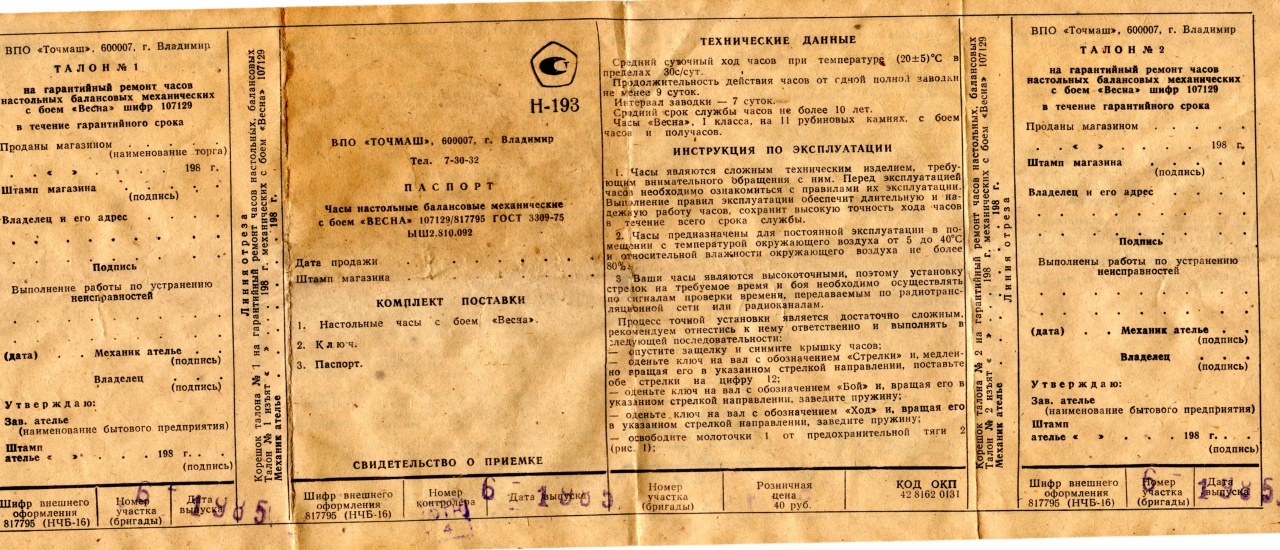 ВПО «Точмаш», 600007, г. Владимир
ТАЛОН № 1
на гарантийный ремонт часов
настольных балансовых механических
с боем «Весна» шифр 107129
в течение гарантийного срока
Проданы магазином . . . . .
(наименование торга)
. . « » . . . . . 198 г.
Штамп магазина . . . .
(подпись)
Владелец и его адрес . . . .
Подпись
Выполнение работы по устранению
неисправностей
(дата) . Механик ателье . .
(подпись)
Владелец . . . .
(подпись)
Утверждаю:
Зав. ателье . . . . .
(наименование бытового предприятия)
Штамп
ателье « » . . . . 198 г. . . .
(подпись)
Шифр внешнего
оформления
817795 (НЧБ-16)
Номер
участка
(бригады)
Дата
выпуска
6 - 1985
Линия отреза
Корешок талона № 1 на гарантийный ремонт часов настольных, балансовых
Талон № 1 изъят « » . . . 198 г. механических с боем «Весна» 107129
Механик ателье . . . . . 198 г.
Н-193
ВПО «ТОЧМАШ», 600007, г. Владимир
Тел. 7-30-32
ПАСПОРТ
Часы настольные балансовые механические
с боем «ВЕСНА» 107129/817795 ГОСТ 3309-75
ЫШ2.810.092
Дата продажи . . . . . .
Штамп магазина . . . . . .
КОМПЛЕКТ ПОСТАВКИ
1. Настольные часы с боем «Весна».
2. Ключ.
3. Паспорт.
СВИДЕТЕЛЬСТВО О ПРИЕМКЕ
Шифр внешнего
оформления
817795 (НЧБ-16)
Номер
контролера
Дата выпуска
6 - 1985
ТЕХНИЧЕСКИЕ ДАННЫЕ
Средний суточный ход часов при температуре (20±5)°С в
пределах 30с/сут.
Продолжительность действия часов от одной полной заводки
не менее 9 суток.
Интервал заводки — 7 суток.
Средний срок службы часов не более 10 лет.
Часы «Весна», 1 класса, на 11 рубиновых камнях, с боем
часов и получасов.
ИНСТРУКЦИЯ ПО ЭКСПЛУАТАЦИИ
1. Часы являются сложным техническим изделием, требу-
ющим внимательного обращения с ним. Перед эксплуатацией
часов необходимо ознакомиться с правилами их эксплуатации.
Выполнение правил эксплуатации обеспечит длительную и на-
дежную работу часов, сохранит высокую точность хода часов
в течение всего срока службы.
2. Часы предназначены для постоянной эксплуатации в по-
мещении с температурой окружающего воздуха от 5 до 40°С
и относительной влажности окружающего воздуха не более
80%.
3 Ваши часы являются высокоточными, поэтому установку
стрелок на требуемое время и боя необходимо осуществлять
по сигналам проверки времени, передаваемым по радиотранс-
ляционной сети или радиоканалам.
Процесс точной установки является достаточно сложным,
рекомендуем отнестись к нему ответственно и выполнять в
следующей последовательности:
— опустите защелку и снимите крышку часов;
— оденьте ключ на вал с обозначением «Стрелки» и, медлен-
но вращая его в указанном стрелкой направлении, поставьте
обе стрелки на цифру 12;
— оденьте ключ на вал с обозначением «Бой» и, вращая его в
указанном стрелкой направлении, заведите пружину;
— оденьте ключ на вал с обозначением «Ход» и, вращая его
в указанном стрелкой направлении, заведите пружину;
— освободите молоточки 1 от предохранительной тяги 2
(рис. 1);
Номер
участка
(бригады)
Розничная
цена
40 руб.
КОД ОКП
42 8162 0131
Корешок талона № 2 на гарантийный ремонт часов настольных, балансовых
Талон № 2 изъят « » . . . 198 г. механических с боем «Весна» 107129
Механик ателье . . . . . 198 г.
Линия отреза
ВПО «Точмаш», 600007, г. Владимир
ТАЛОН № 2
на гарантийный ремонт часов
настольных балансовых механических
с боем «Весна» шифр 107129
в течение гарантийного срока
Проданы магазином . . . . .
. . « » . . . . . 198 г.
Штамп магазина . . . .
(подпись)
Владелец и его адрес . . . .
Подпись
Выполнены работы по устранению
неисправностей
(дата) . . Механик ателье . .
(подпись)
Владелец . . . .
(подпись)
Утверждаю:
Зав. ателье
(наименование бытового предприятия)
Штамп
ателье « » . . . . 198 г. . . .
(подпись)
Шифр внешнего
оформления
817795 (НЧБ-16)
Номер
участка
(бригады)
Дата
выпуска
6 - 1985